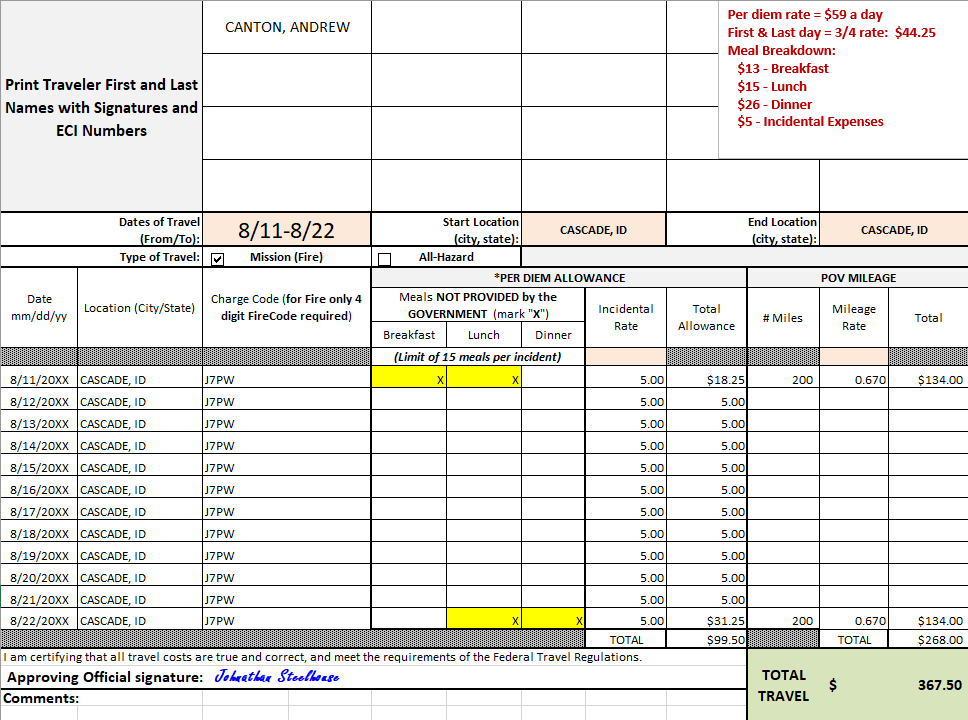 CANTON, ANDREW
Per diem rate = $59 a day
First & Last day = 3/4 rate: $44.25
Meal Breakdown:
$13 - Breakfast
$15 - Lunch
$26 - Dinner
$5 - Incidental Expenses
Print Traveler First and Last
Names with Signatures and
ECI Numbers
Dates of Travel
(From/To):
8/11-8/22
Start Location
(city, state):
CASCADE, ID
End Location
(city, state):
CASCADE, ID
Type of Travel: Mission (Fire) All-Hazard
*PER DIEM ALLOWANCE POV MILEAGE
Date
mm/dd/yy
Location (City/State)
Charge Code (for Fire only 4
digit FireCode required)
Meals NOT PROVIDED by the
GOVERNMENT (mark "X")
Breakfast Lunch Dinner
Incidental
Rate
Total
Allowance
# Miles
Mileage
Rate
Total
(Limit of 15 meals per incident)
8/11/20XX CASCADE, ID J7PW X X 5.00 $18.25 200 0.670 $134.00
8/12/20XX CASCADE, ID J7PW 5.00 5.00
8/13/20XX CASCADE, ID J7PW 5.00 5.00
8/14/20XX CASCADE, ID J7PW 5.00 5.00
8/15/20XX CASCADE, ID J7PW 5.00 5.00
8/16/20XX CASCADE, ID J7PW 5.00 5.00
8/17/20XX CASCADE, ID J7PW 5.00 5.00
8/18/20XX CASCADE, ID J7PW 5.00 5.00
8/19/20XX CASCADE, ID J7PW 5.00 5.00
8/20/20XX CASCADE, ID J7PW 5.00 5.00
8/21/20XX CASCADE, ID J7PW 5.00 5.00
8/22/20XX CASCADE, ID J7PW X X 5.00 $31.25 200 0.670 $134.00
TOTAL $99.50 TOTAL $268.00
I am certifying that all travel costs are true and correct, and meet the requirements of the Federal Travel Regulations.
Approving Official signature: Johnathan Steelhouse
Comments:
TOTAL
TRAVEL
$ 367.50